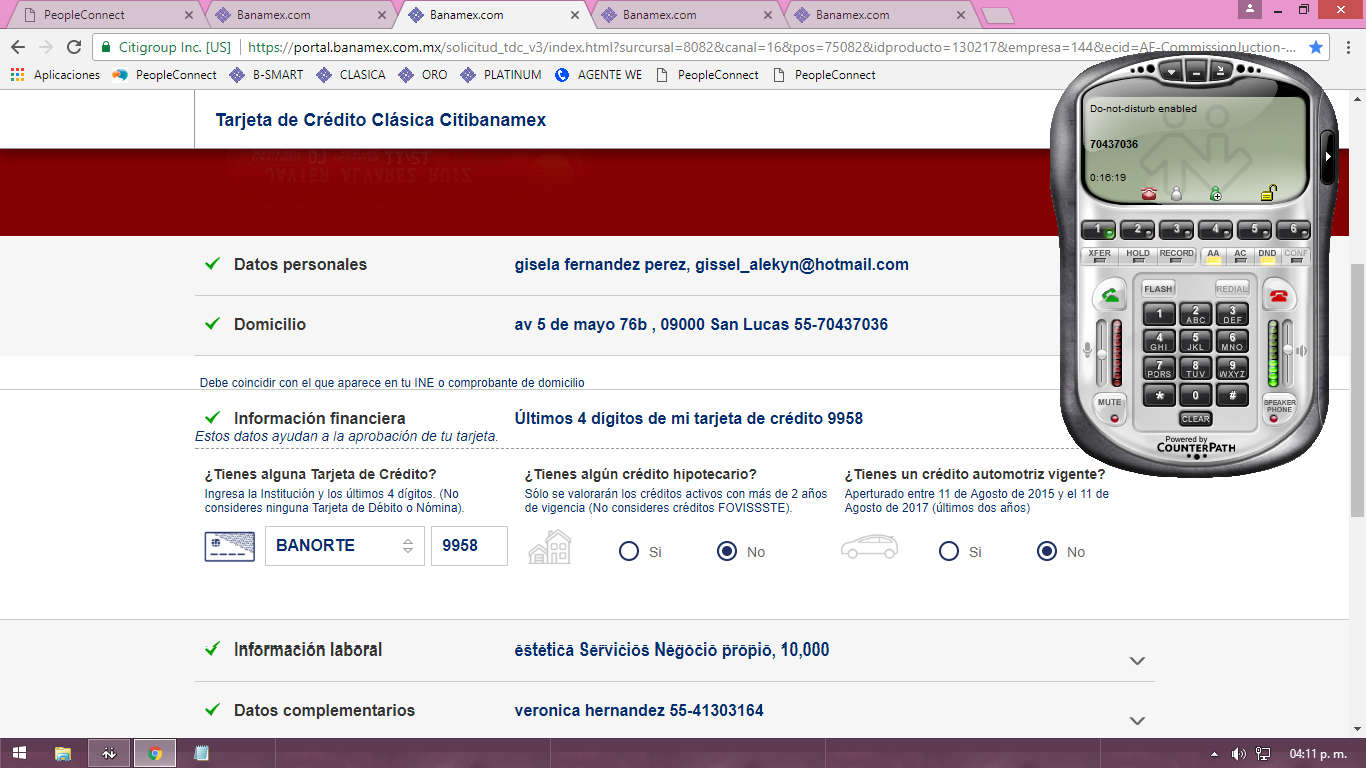 PeopleConnect
Banamex.com
Banamex.com
Banamex.com
Banamex.com
Citigroup Inc. [US]
https://portal.banamex.com.mx/solicitud_tdc_v3/index.html?surcursal=8082&canal=16&pos=75082&idproducto=130217&empresa=144&ecid=AF-CommissionJuction-...
Aplicaciones PeopleConnect B-SMART CLASICA ORO PLATINUM AGENTE WE PeopleConnect PeopleConnect
Tarjeta de Crédito Clásica Citibanamex
07 11/21
JAVIER ALVAREZ RUIZ
Datos personales
gisela fernandez perez, gissel_alekyn@hotmail.com
Domicilio
av 5 de mayo 76b , 09000 San Lucas 55-70437036
Debe coincidir con el que aparece en tu INE o comprobante de domicilio
Información financiera
Últimos 4 dígitos de mi tarjeta de crédito 9958
Estos datos ayudan a la aprobación de tu tarjeta.
¿Tienes alguna Tarjeta de Crédito?
Ingresa la Institución y los últimos 4 dígitos. (No
consideres ninguna Tarjeta de Débito o Nómina).
BANORTE
9958
¿Tienes algún crédito hipotecario?
Sólo se valorarán los créditos activos con más de 2 años
de vigencia (No consideres créditos FOVISSSTE).
Si
No
¿Tienes un crédito automotriz vigente?
Aperturado entre 11 de Agosto de 2015 y el 11 de
Agosto de 2017 (últimos dos años)
Si
No
Información laboral
estetica Servicios Negocio propio, 10,000
Datos complementarios
veronica hernandez 55-41303164
Do-not-disturb enabled
70437036
0:16:19
1 2 3 4 5 6
XFER HOLD RECORD AA AC DND CONF
FLASH REDIAL
1 2 ABC 3 DEF
4 GHI 5 JKL 6 MNO
7 PQRS 8 TUV 9 WXYZ
* 0 #
MUTE
SPEAKER
PHONE
CLEAR
Powered by
COUNTERPATH
04:11 p. m.